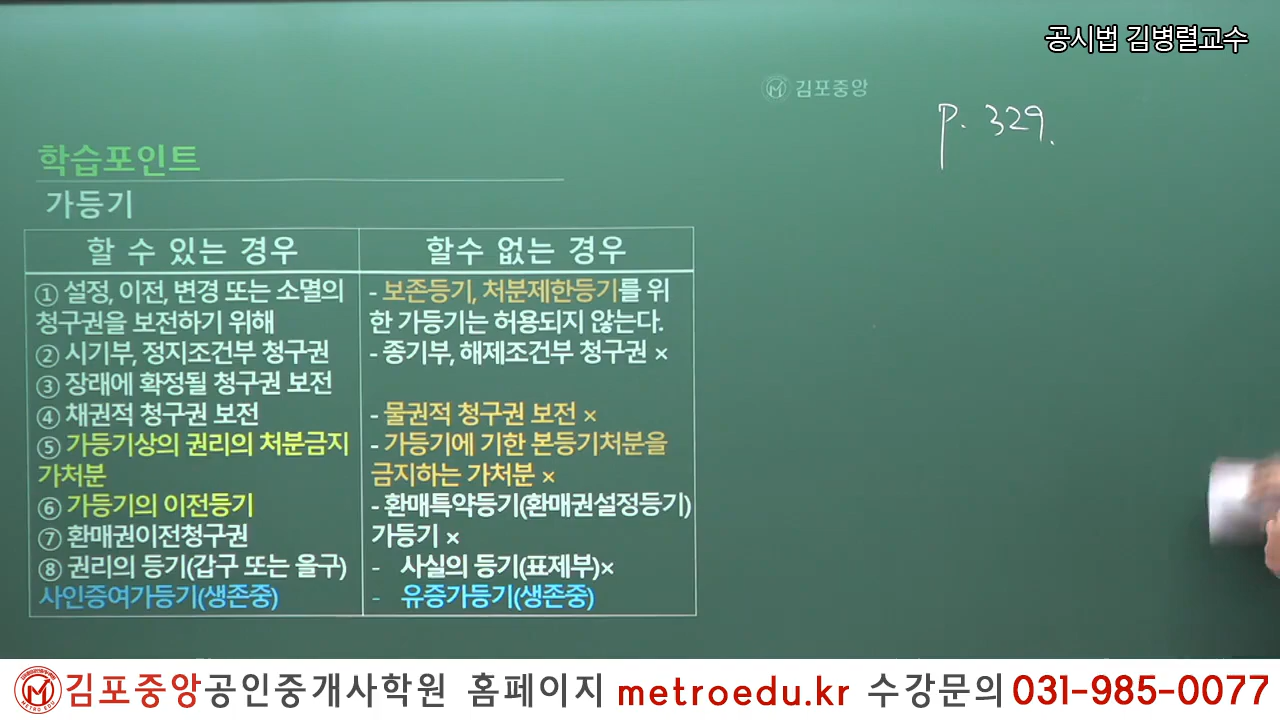 공시법 김병렬교수
김포중앙
p. 329.
학습포인트
가등기
할 수 있는 경우
① 설정, 이전, 변경 또는 소멸의
청구권을 보전하기 위해
② 시기부, 정지조건부 청구권
③ 장래에 확정될 청구권 보전
④ 채권적 청구권 보전
⑤ 가등기상의 권리의 처분금지
가처분
⑥ 가등기의 이전등기
⑦ 환매권이전청구권
⑧ 권리의 등기(갑구 또는 을구)
사인증여가등기(생존중)
할수 없는 경우
- 보존등기, 처분제한등기를 위
한 가등기는 허용되지 않는다.
- 종기부, 해제조건부 청구권 ×
- 물권적 청구권 보전 ×
- 가등기에 기한 본등기처분을
금지하는 가처분 ×
- 환매특약등기(환매권설정등기)
가등기 ×
- 사실의 등기(표제부)×
- 유증가등기(생존중)
김포중앙공인중개사학원 홈페이지 metroedu.kr 수강문의 031-985-0077